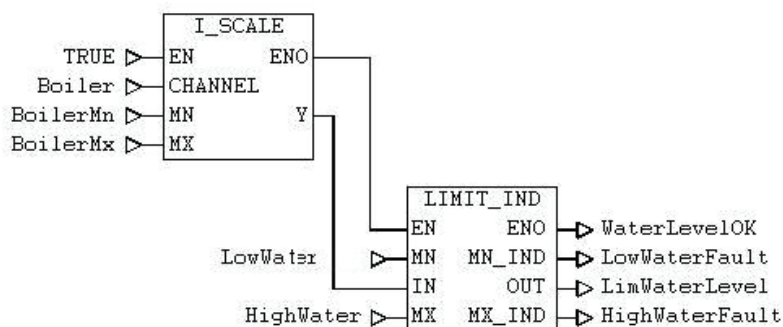 I_SCALE
TRUE EN ENO
Boiler CHANNEL
BoilerMn MN Y
BoilerMx MX
LIMIT_IND
EN ENO WaterLevelOK
LowWater MN MN_IND LowWaterFault
IN OUT LimWaterLevel
HighWater MX MX_IND HighWaterFault